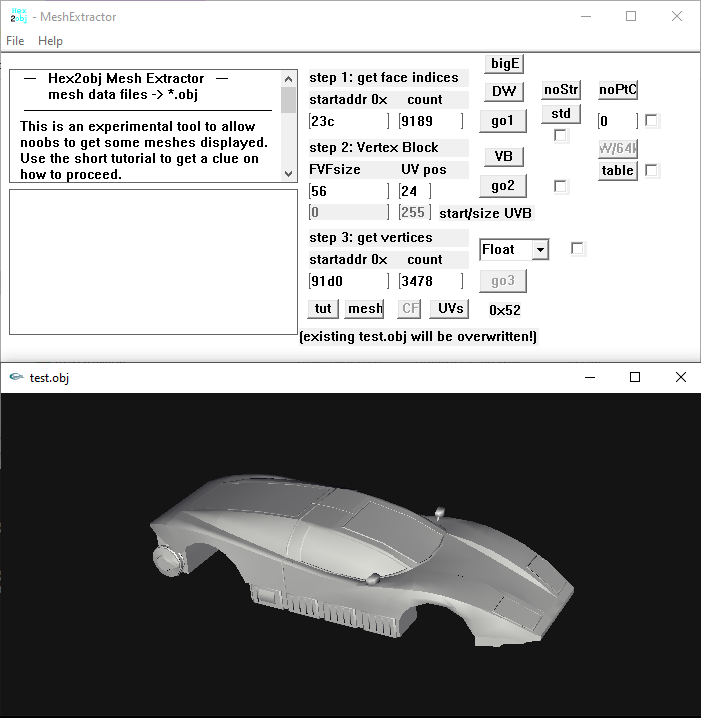 Hex
2obj
- MeshExtractor
File Help
— Hex2obj Mesh Extractor —
mesh data files -> *.obj
This is an experimental tool to allow
noobs to get some meshes displayed.
Use the short tutorial to get a clue on
how to proceed.
step 1: get face indices
startaddr 0x count
23c 9189
step 2: Vertex Block
FVFsize UV pos
56 24
0 255 start/size UVB
step 3: get vertices
startaddr 0x count
91d0 3478
tut mesh CF UVs
(existing test.obj will be overwritten!)
bigE
DW
go1
VB
go2
Float
go3
0x52
noStr
std
noPtC
0
W/64k
table
test.obj